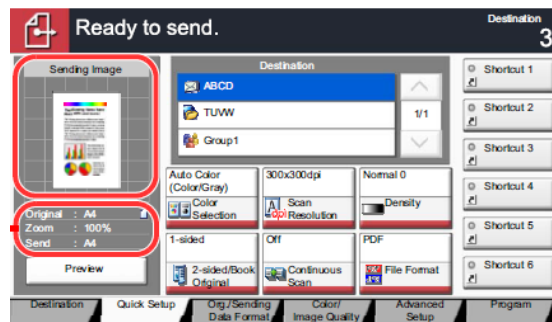 Ready to send.
Destination
3
Sending Image
Destination
ABCD
TUVW
1/1
Group1
Shortcut 1
Shortcut 2
Shortcut 3
Shortcut 4
Shortcut 5
Shortcut 6
Original : A4
Zoom : 100%
Send : A4
Preview
Auto Color
(Color/Gray)
Color
Selection
300x300dpi
Scan
Resolution
Normal 0
Density
1-sided
2-sided/Book
Original
Off
Continuous
Scan
PDF
File Format
Destination
Quick Setup
Org./Sending
Data Format
Color/
Image Quality
Advanced
Setup
Program